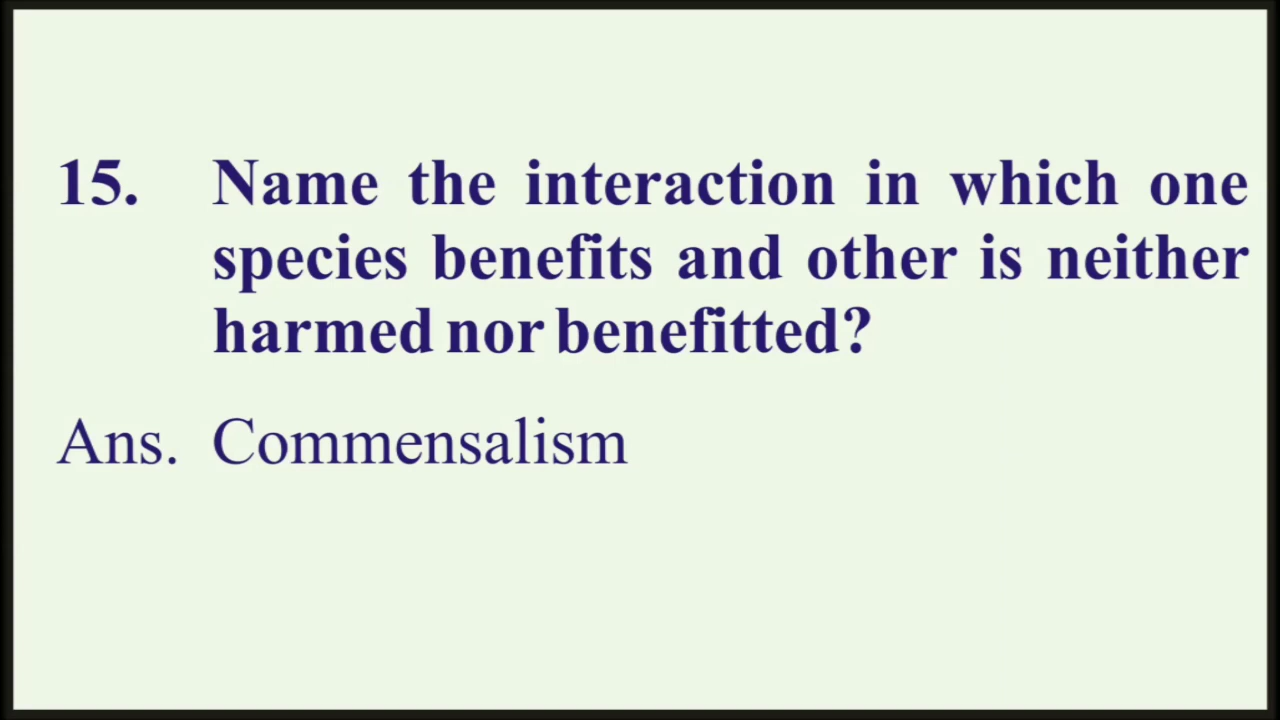 15. Name the interaction in which one
species benefits and other is neither
harmed nor benefitted?
Ans. Commensalism